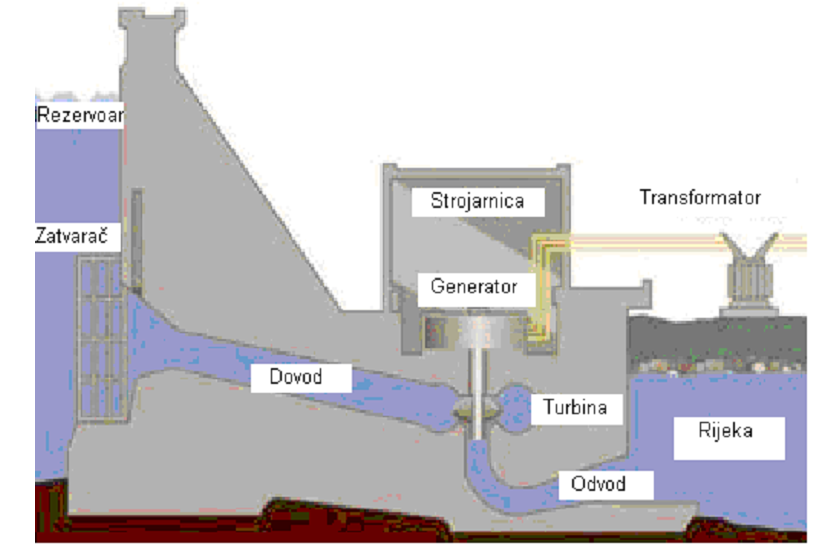 Rezervoar
Zatvarač
Strojarnica
Transformator
Generator
Dovod
Turbina
Rijeka
Odvod